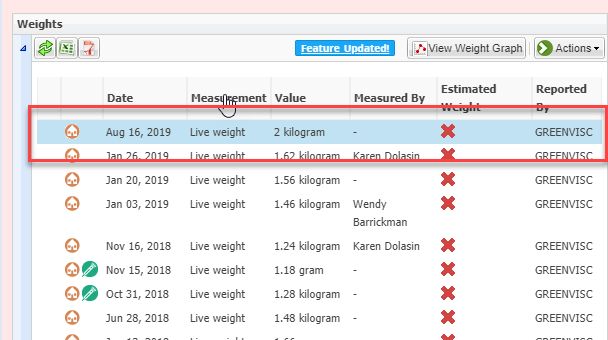 Weights
Feature Updated! View Weight Graph Actions
Date Measurement Value Measured By Estimated Weight Reported By
Aug 16, 2019 Live weight 2 kilogram - GREENVISC
Jan 26, 2019 Live weight 1.62 kilogram Karen Dolasin GREENVISC
Jan 20, 2019 Live weight 1.56 kilogram - GREENVISC
Jan 03, 2019 Live weight 1.46 kilogram Wendy Barrickman GREENVISC
Nov 16, 2018 Live weight 1.24 kilogram Karen Dolasin GREENVISC
Nov 15, 2018 Live weight 1.18 gram - GREENVISC
Oct 31, 2018 Live weight 1.28 kilogram - GREENVISC
Jun 28, 2018 Live weight 1.48 kilogram - GREENVISC